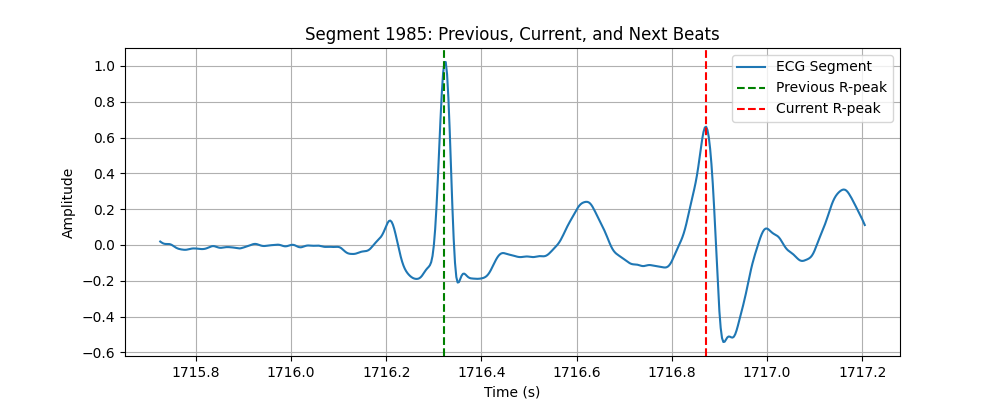 Segment 1985: Previous, Current, and Next Beats
ECG Segment
Previous R-peak
Current R-peak
Amplitude
1.0
0.8
0.6
0.4
0.2
0.0
−0.2
−0.4
−0.6
1715.8 1716.0 1716.2 1716.4 1716.6 1716.8 1717.0 1717.2
Time (s)